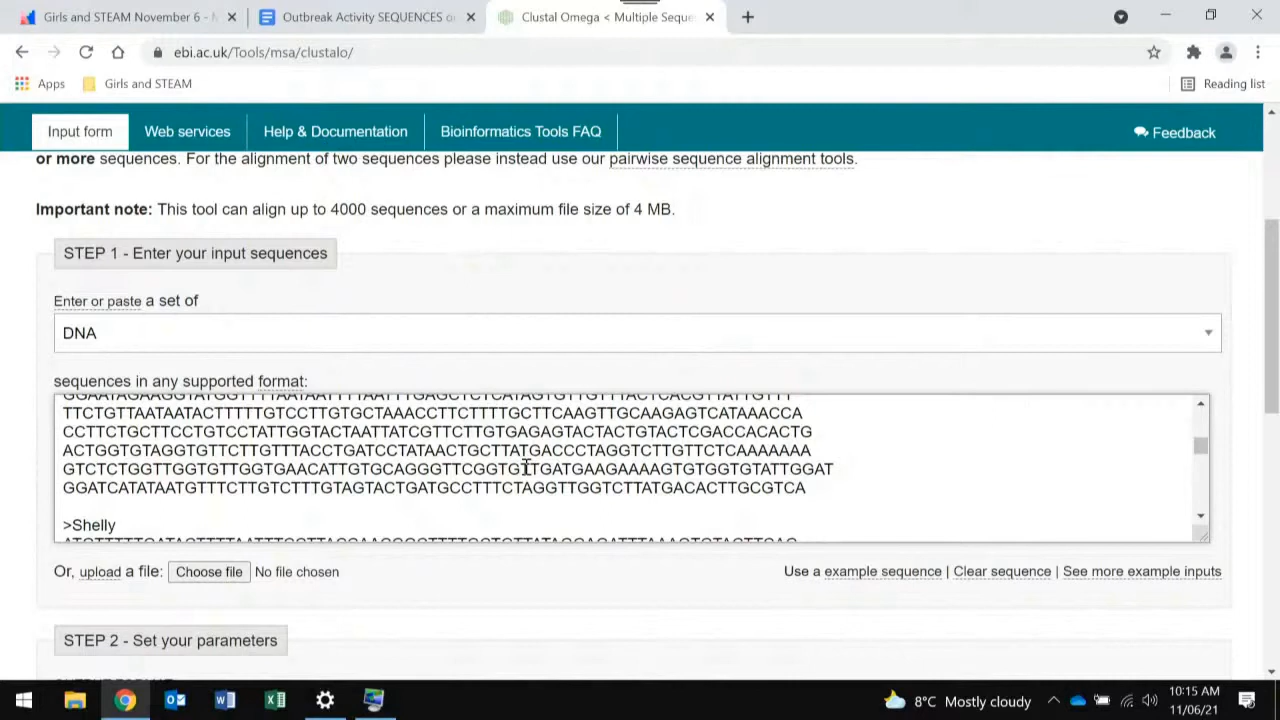 Girls and STEAM November 6 -
Outbreak Activity SEQUENCES
Clustal Omega < Multiple Seque
ebi.ac.uk/Tools/msa/clustalo/
Apps
Girls and STEAM
Reading list
Input form
Web services
Help & Documentation
Bioinformatics Tools FAQ
Feedback
or more sequences. For the alignment of two sequences please instead use our pairwise sequence alignment tools.
Important note: This tool can align up to 4000 sequences or a maximum file size of 4 MB.
STEP 1 - Enter your input sequences
Enter or paste a set of
DNA
sequences in any supported format:
TTCTGTTAATAATACTTTTTGTCCTTGTGCTAAACCTTCTTTTGCTTCAAGTTGCAAGAGTCATAAACCA
CCTTCTGCTTCCTGTCCTATTGGTACTAATTATCGTTCTTGTGAGAGTACTACTGTACTCGACCACACTG
ACTGGTGTAGGTGTTCTTGTTTACCTGATCCTATAACTGCTTATGACCCTAGGTCTTGTTCTCAAAAAAA
GTCTCTGGTTGGTGTTGGTGAACATTGTGCAGGGTTCGGTGTTGATGAAGAAAAGTGTGGTGTATTGGAT
GGATCATATAATGTTTCTTGTCTTTGTAGTACTGATGCCTTTCTAGGTTGGTCTTATGACACTTGCGTCA
>Shelly
Or, upload a file: Choose file No file chosen
Use a example sequence | Clear sequence | See more example inputs
STEP 2 - Set your parameters
8°C Mostly cloudy
10:15 AM
11/06/21